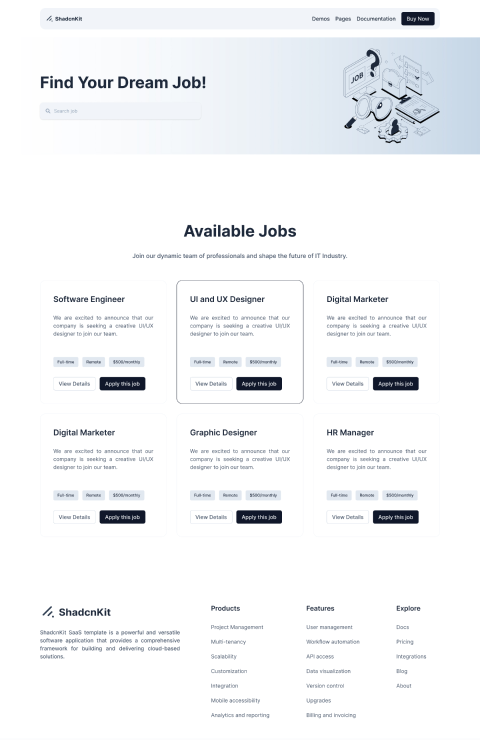 ShadcnKit
Demos Pages Documentation Buy Now
Find Your Dream Job!
JOB
Search job
Available Jobs
Join our dynamic team of professionals and shape the future of IT Industry.
Software Engineer
We are excited to announce that our
company is seeking a creative UI/UX
designer to join our team.
Full-time Remote $500/monthly
View Details Apply this job
UI and UX Designer
We are excited to announce that our
company is seeking a creative UI/UX
designer to join our team.
Full-time Remote $500/monthly
View Details Apply this job
Digital Marketer
We are excited to announce that our
company is seeking a creative UI/UX
designer to join our team.
Full-time Remote $500/monthly
View Details Apply this job
Digital Marketer
We are excited to announce that our
company is seeking a creative UI/UX
designer to join our team.
Full-time Remote $500/monthly
View Details Apply this job
Graphic Designer
We are excited to announce that our
company is seeking a creative UI/UX
designer to join our team.
Full-time Remote $500/monthly
View Details Apply this job
HR Manager
We are excited to announce that our
company is seeking a creative UI/UX
designer to join our team.
Full-time Remote $500/monthly
View Details Apply this job
ShadcnKit
ShadcnKit SaaS template is a powerful and versatile
software application that provides a comprehensive
framework for building and delivering cloud-based
solutions.
Products
Project Management
Multi-tenancy
Scalability
Customization
Integration
Mobile accessibility
Analytics and reporting
Features
User management
Workflow automation
API access
Data visualization
Version control
Upgrades
Billing and invoicing
Explore
Docs
Pricing
Integrations
Blog
About